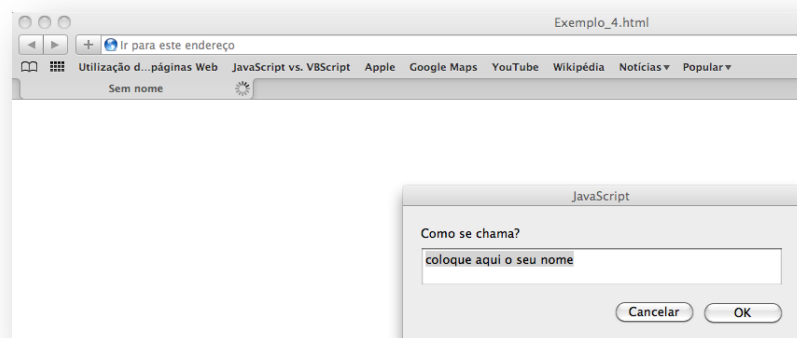 Exemplo_4.html
Ir para este endereço
Utilização d...páginas Web JavaScript vs. VBScript Apple Google Maps YouTube Wikipédia Notícias Popular
Sem nome
JavaScript
Como se chama?
coloque aqui o seu nome
Cancelar OK